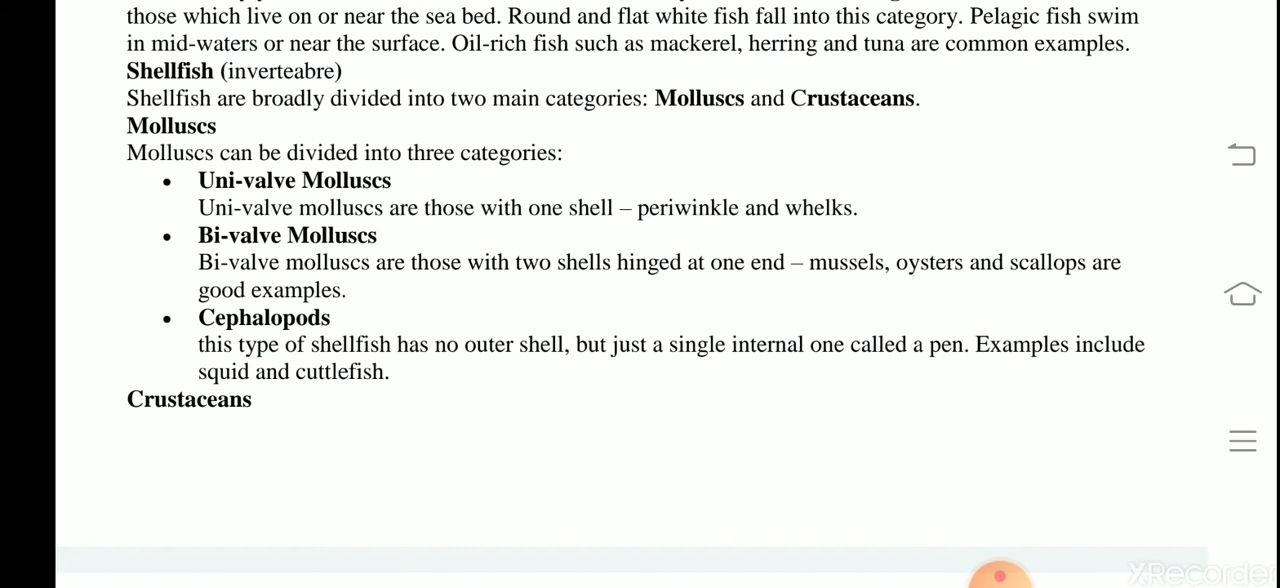 those which live on or near the sea bed. Round and flat white fish fall into this category. Pelagic fish swim
in mid-waters or near the surface. Oil-rich fish such as mackerel, herring and tuna are common examples.
Shellfish (inverteabre)
Shellfish are broadly divided into two main categories: Molluscs and Crustaceans.
Molluscs
Molluscs can be divided into three categories:
• Uni-valve Molluscs
Uni-valve molluscs are those with one shell – periwinkle and whelks.
• Bi-valve Molluscs
Bi-valve molluscs are those with two shells hinged at one end – mussels, oysters and scallops are
good examples.
• Cephalopods
this type of shellfish has no outer shell, but just a single internal one called a pen. Examples include
squid and cuttlefish.
Crustaceans
XRecorder